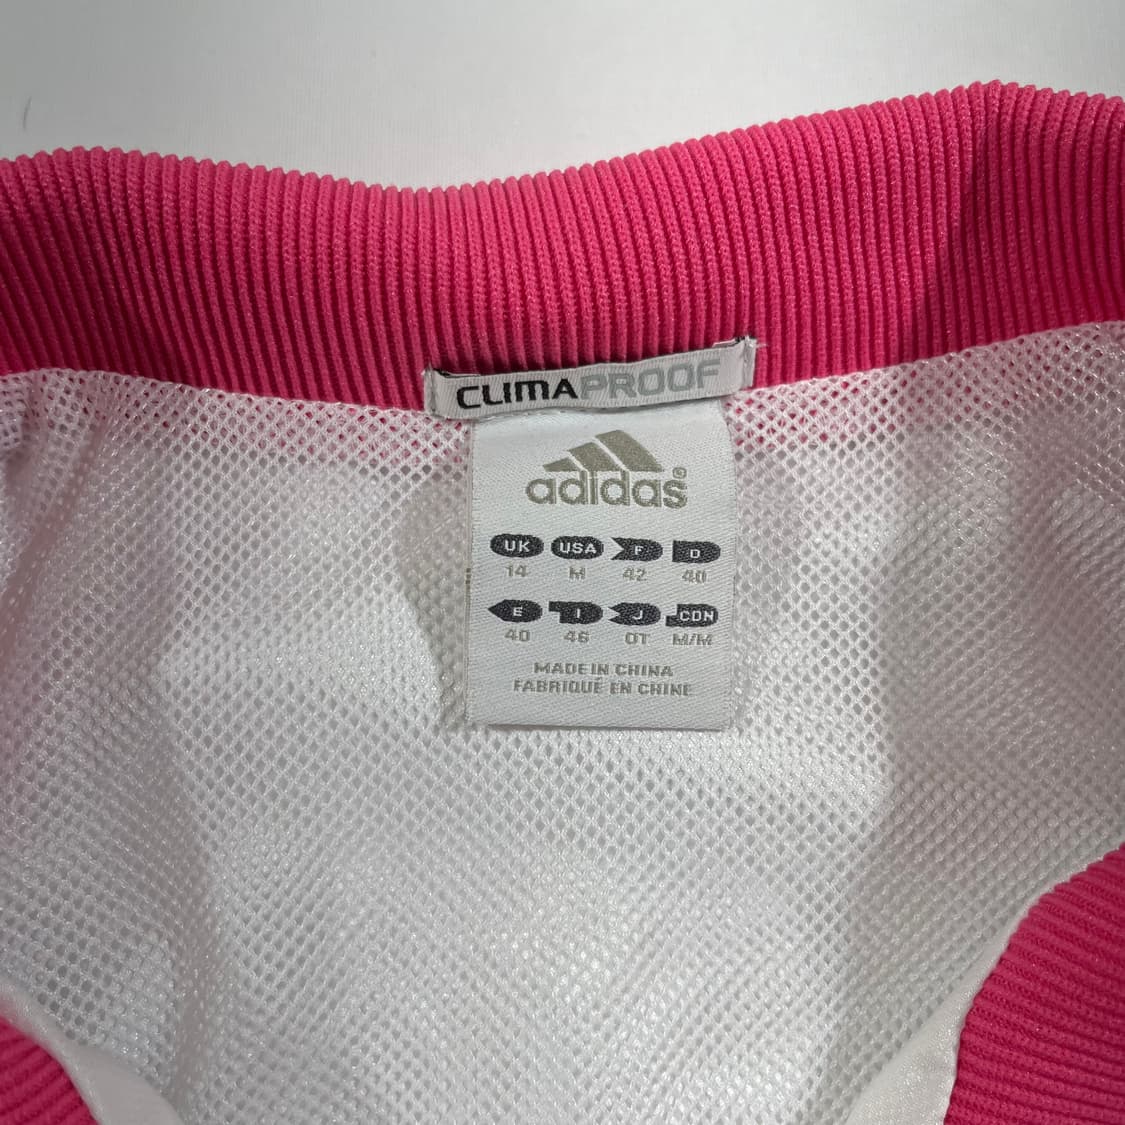 CLIMAPROOF
adidas®
UK USA F D
14 M 42 40
E I J CDN
40 46 OT M/M
MADE IN CHINA
FABRIQUÉ EN CHINE